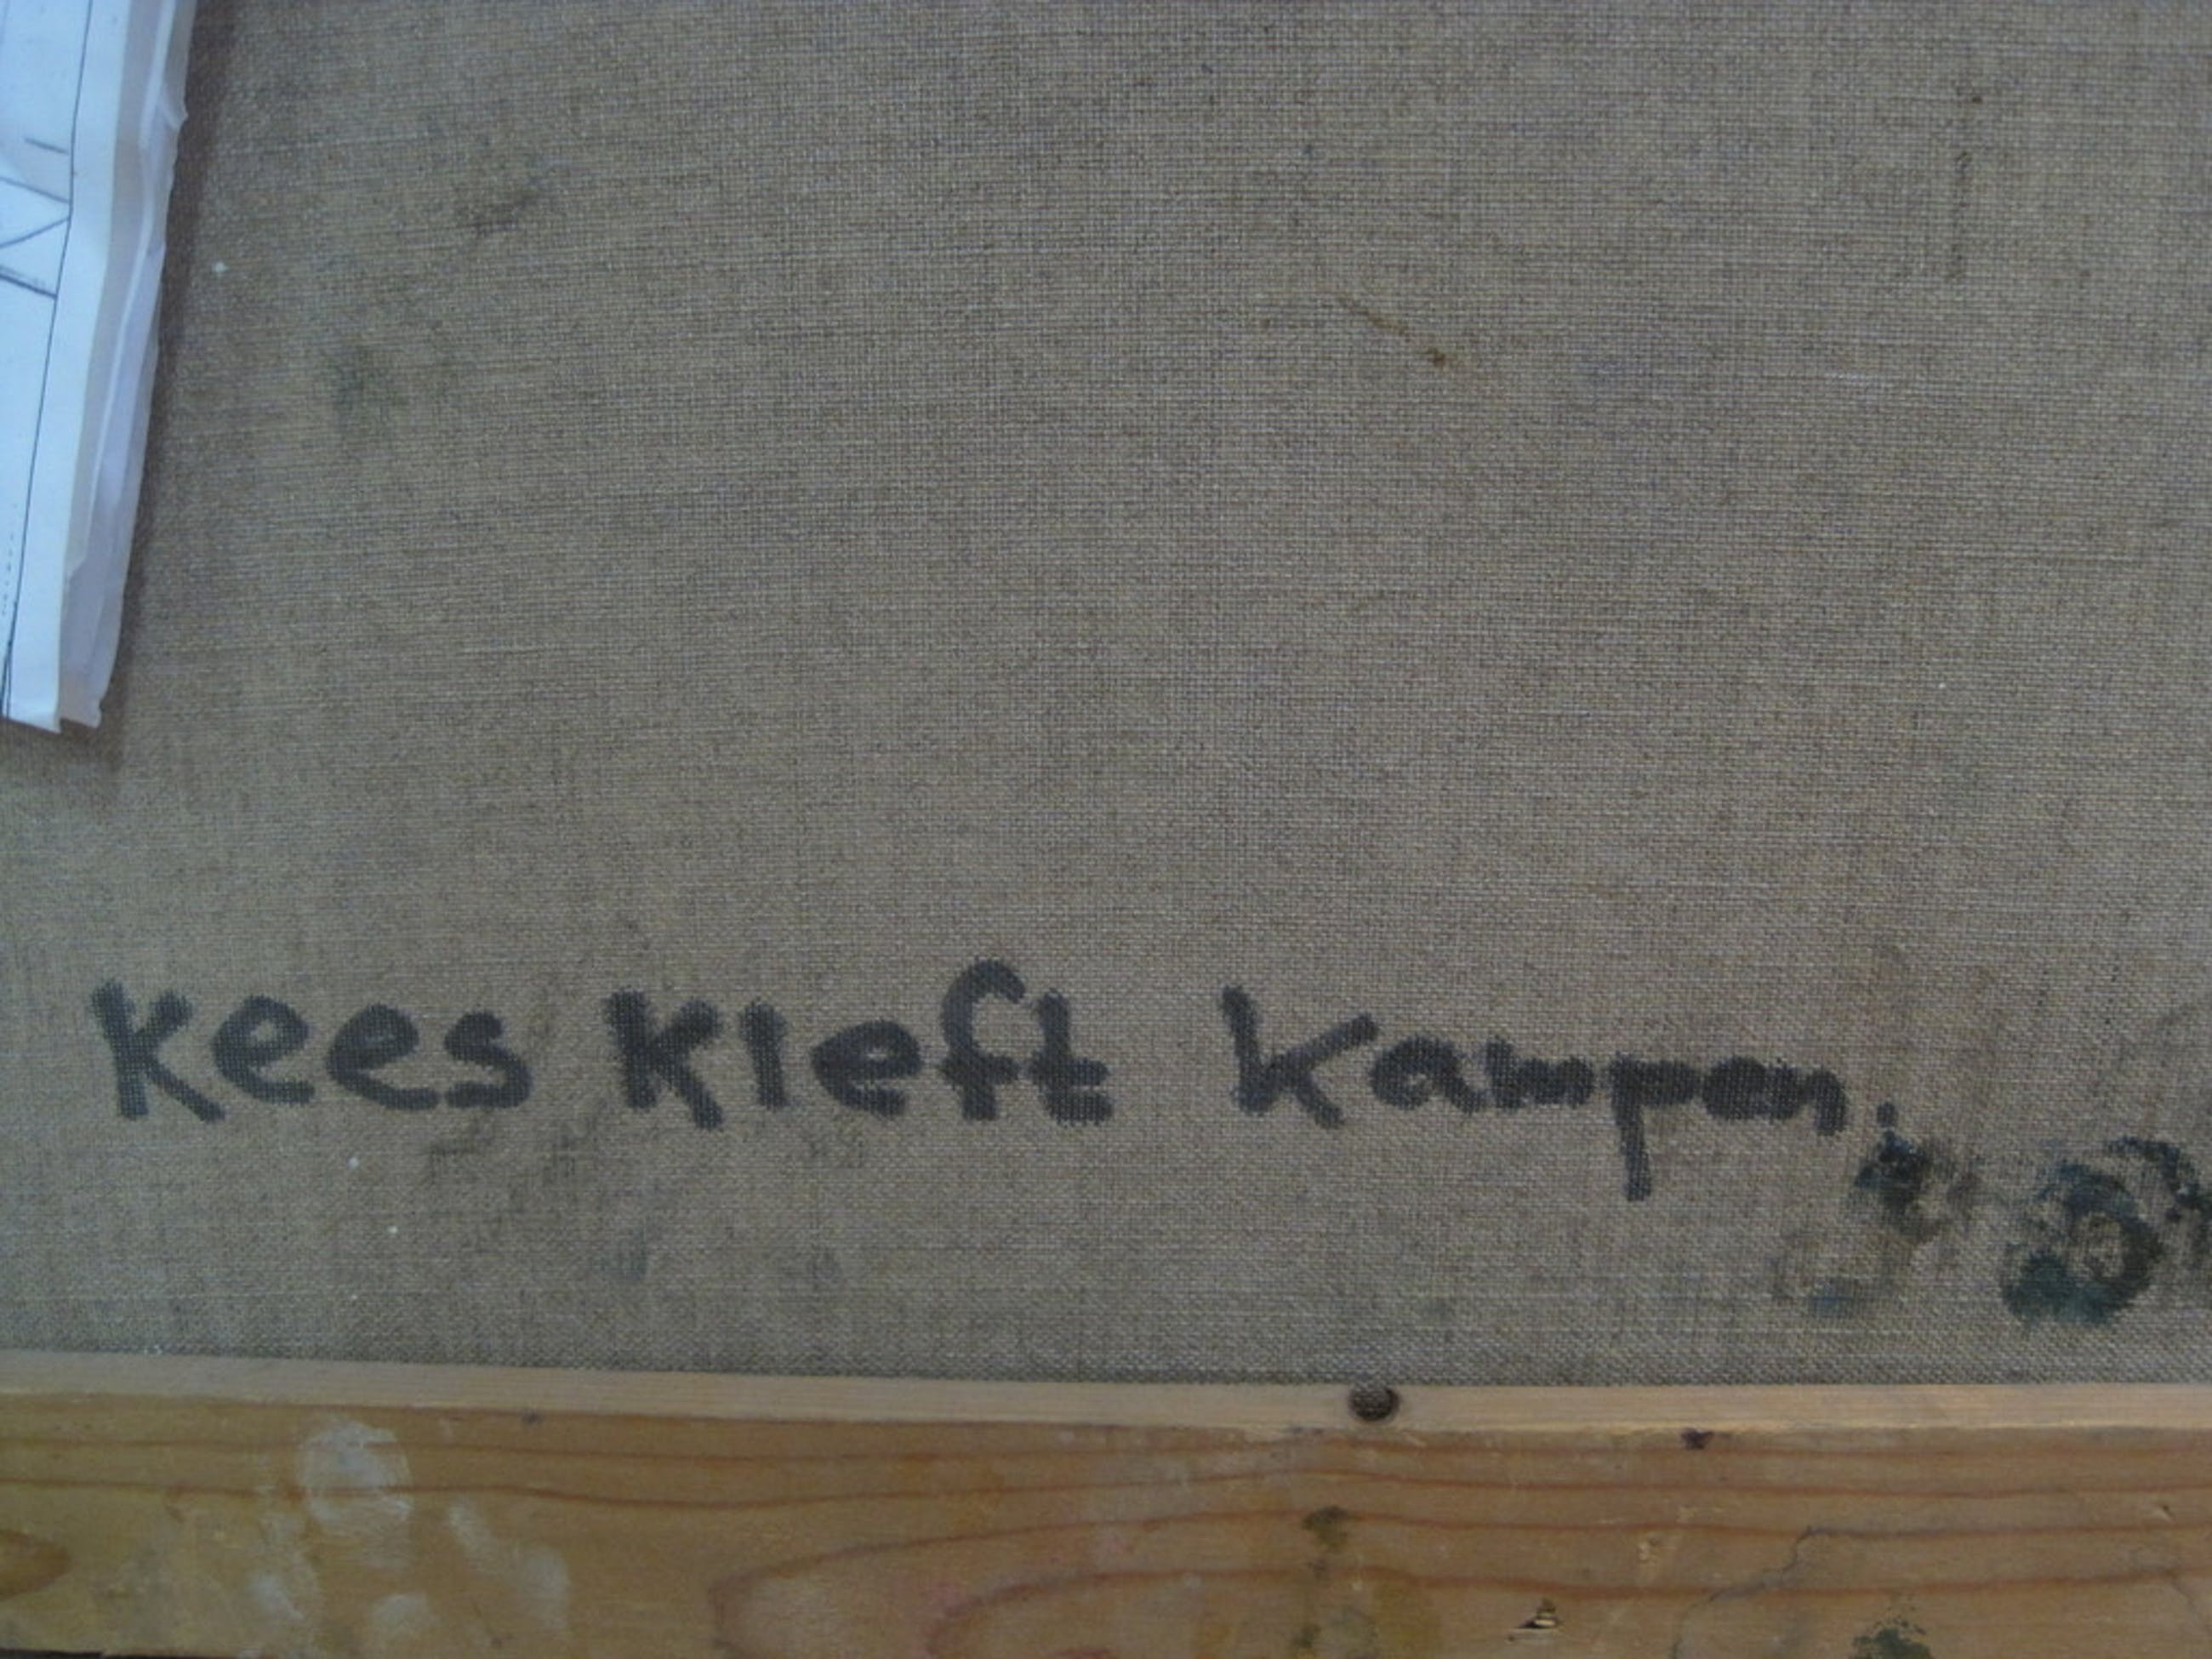 Kees Kleft Kampen.